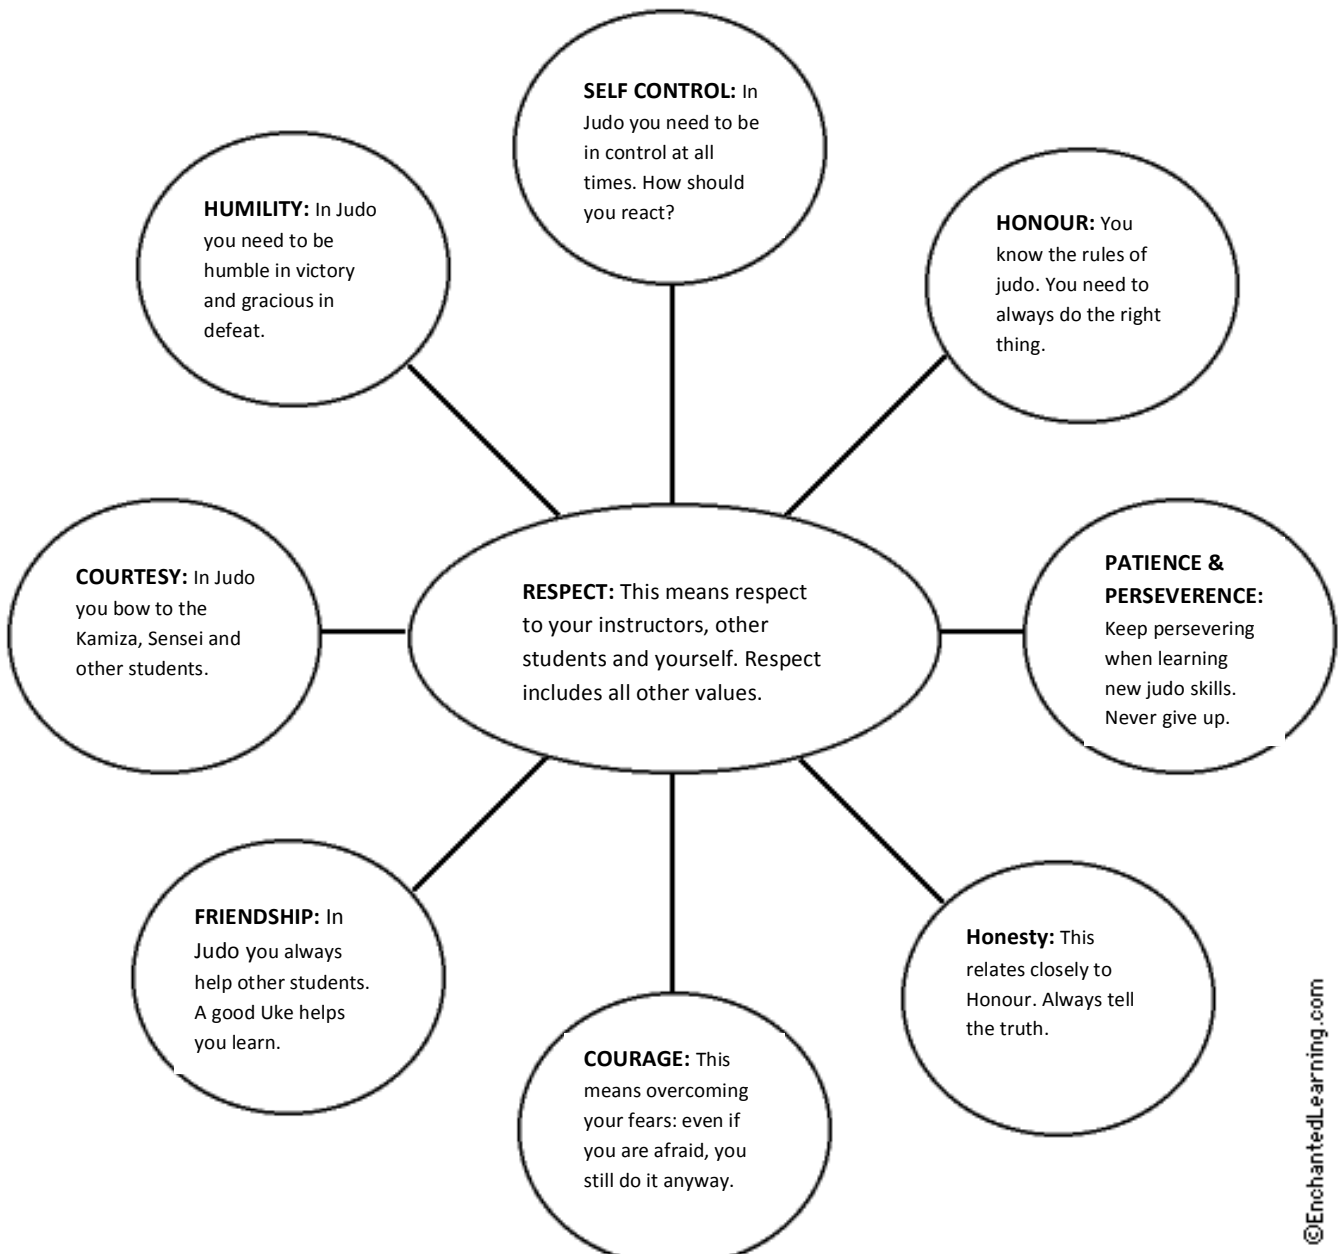 SELF CONTROL: In
Judo you need to be
in control at all
times. How should
you react?
HUMILITY: In Judo
you need to be
humble in victory
and gracious in
defeat.
HONOUR: You
know the rules of
judo. You need to
always do the right
thing.
COURTESY: In Judo
you bow to the
Kamiza, Sensei and
other students.
RESPECT: This means respect
to your instructors, other
students and yourself. Respect
includes all other values.
PATIENCE &
PERSEVERENCE:
Keep persevering
when learning
new judo skills.
Never give up.
FRIENDSHIP: In
Judo you always
help other students.
A good Uke helps
you learn.
COURAGE: This
means overcoming
your fears: even if
you are afraid, you
still do it anyway.
Honesty: This
relates closely to
Honour. Always tell
the truth.
©EnchantedLearning.com